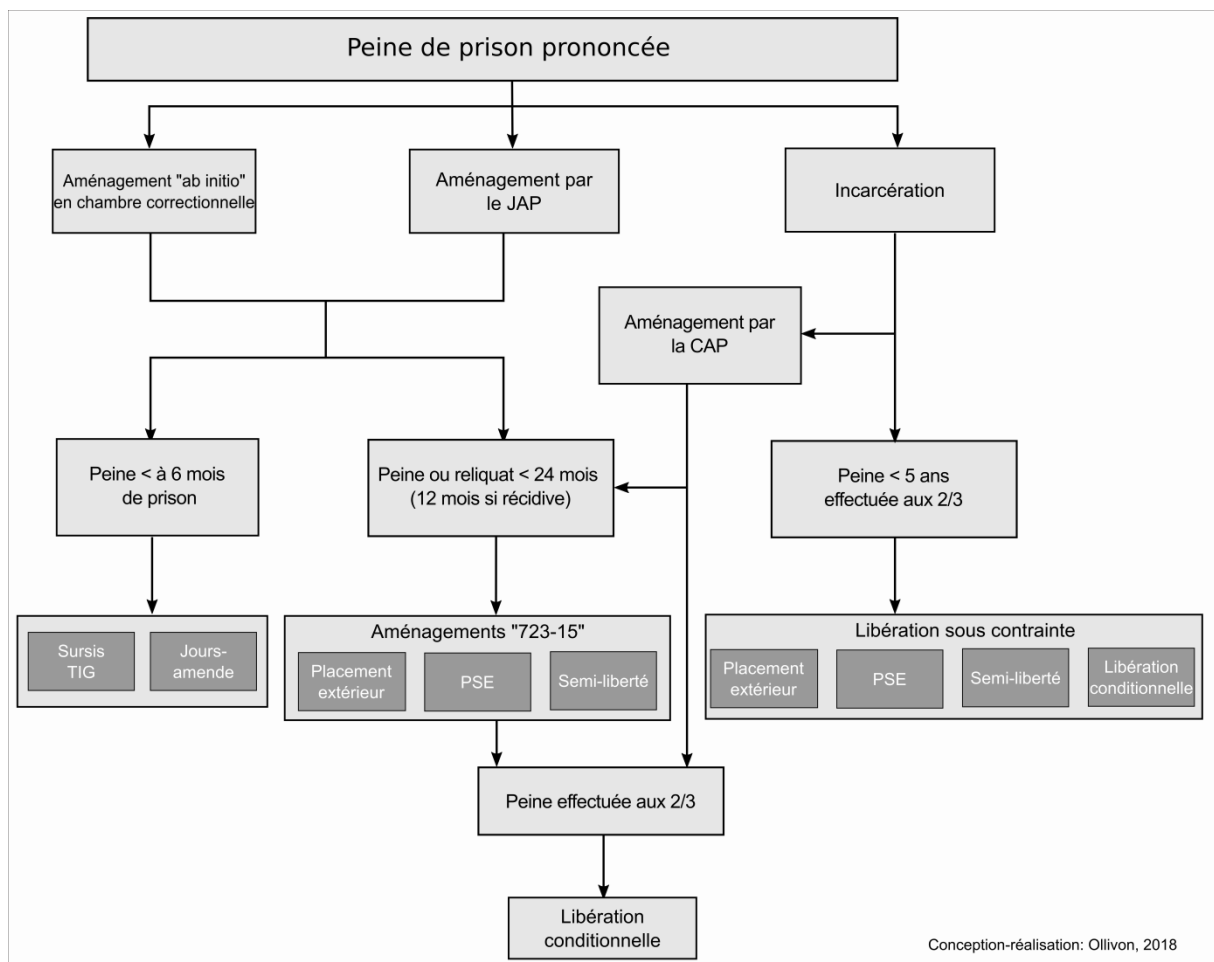 Peine de prison prononcée
Aménagement "ab initio"
en chambre correctionnelle
Aménagement par
le JAP
Incarcération
Aménagement par
la CAP
Peine < à 6 mois
de prison
Peine ou reliquat < 24 mois
(12 mois si récidive)
Peine < 5 ans
effectuée aux 2/3
Sursis
TIG
Jours-
amende
Aménagements "723-15"
Placement
extérieur
PSE
Semi-liberté
Libération sous contrainte
Placement
extérieur
PSE
Semi-liberté
Libération
conditionnelle
Peine effectuée aux 2/3
Libération
conditionnelle
Conception-réalisation: Ollivon, 2018